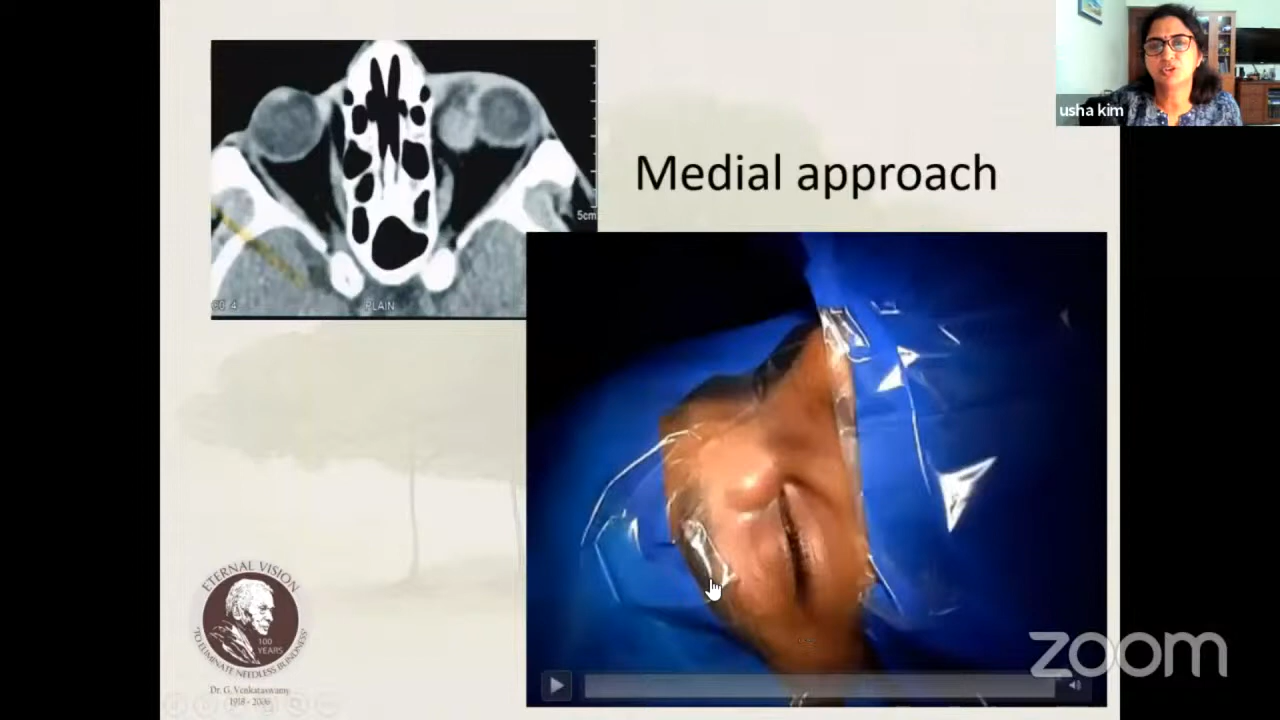 usha kim
Medial approach
5cm
PLAIN
ETERNAL VISION
100
YEARS
"TO ELIMINATE NEEDLESS BLINDNESS"
Dr. G. Venkataswamy
1918 - 2006
zoom